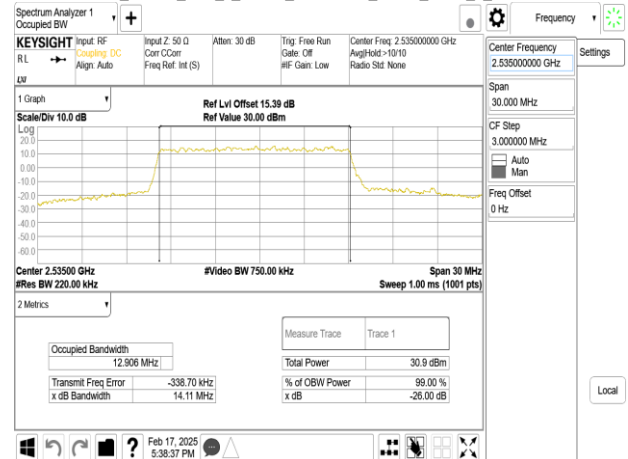 Spectrum Analyzer 1
Occupied BW
Frequency
KEYSIGHT
RL
LXI
Input: RF
Coupling: DC
Align: Auto
Input Z: 50 Ω
Corr CCorr
Freq Ref: Int (S)
Atten: 30 dB
Trig: Free Run
Gate: Off
#IF Gain: Low
Center Freq: 2.535000000 GHz
Avg|Hold:>10/10
Radio Std: None
Center Frequency
2.535000000 GHz
Settings
Span
30.000 MHz
CF Step
3.000000 MHz
Auto
Man
Freq Offset
0 Hz
Local
1 Graph
Scale/Div 10.0 dB
Ref Lvl Offset 15.39 dB
Ref Value 30.00 dBm
Log
20.0
10.0
0.00
-10.0
-20.0
-30.0
-40.0
-50.0
-60.0
Center 2.53500 GHz
#Video BW 750.00 kHz
Span 30 MHz
#Res BW 220.00 kHz
Sweep 1.00 ms (1001 pts)
2 Metrics
Measure Trace Trace 1
Occupied Bandwidth
12.906 MHz
Total Power 30.9 dBm
Transmit Freq Error -338.70 kHz
% of OBW Power 99.00 %
x dB Bandwidth 14.11 MHz
x dB -26.00 dB
Feb 17, 2025
5:38:37 PM